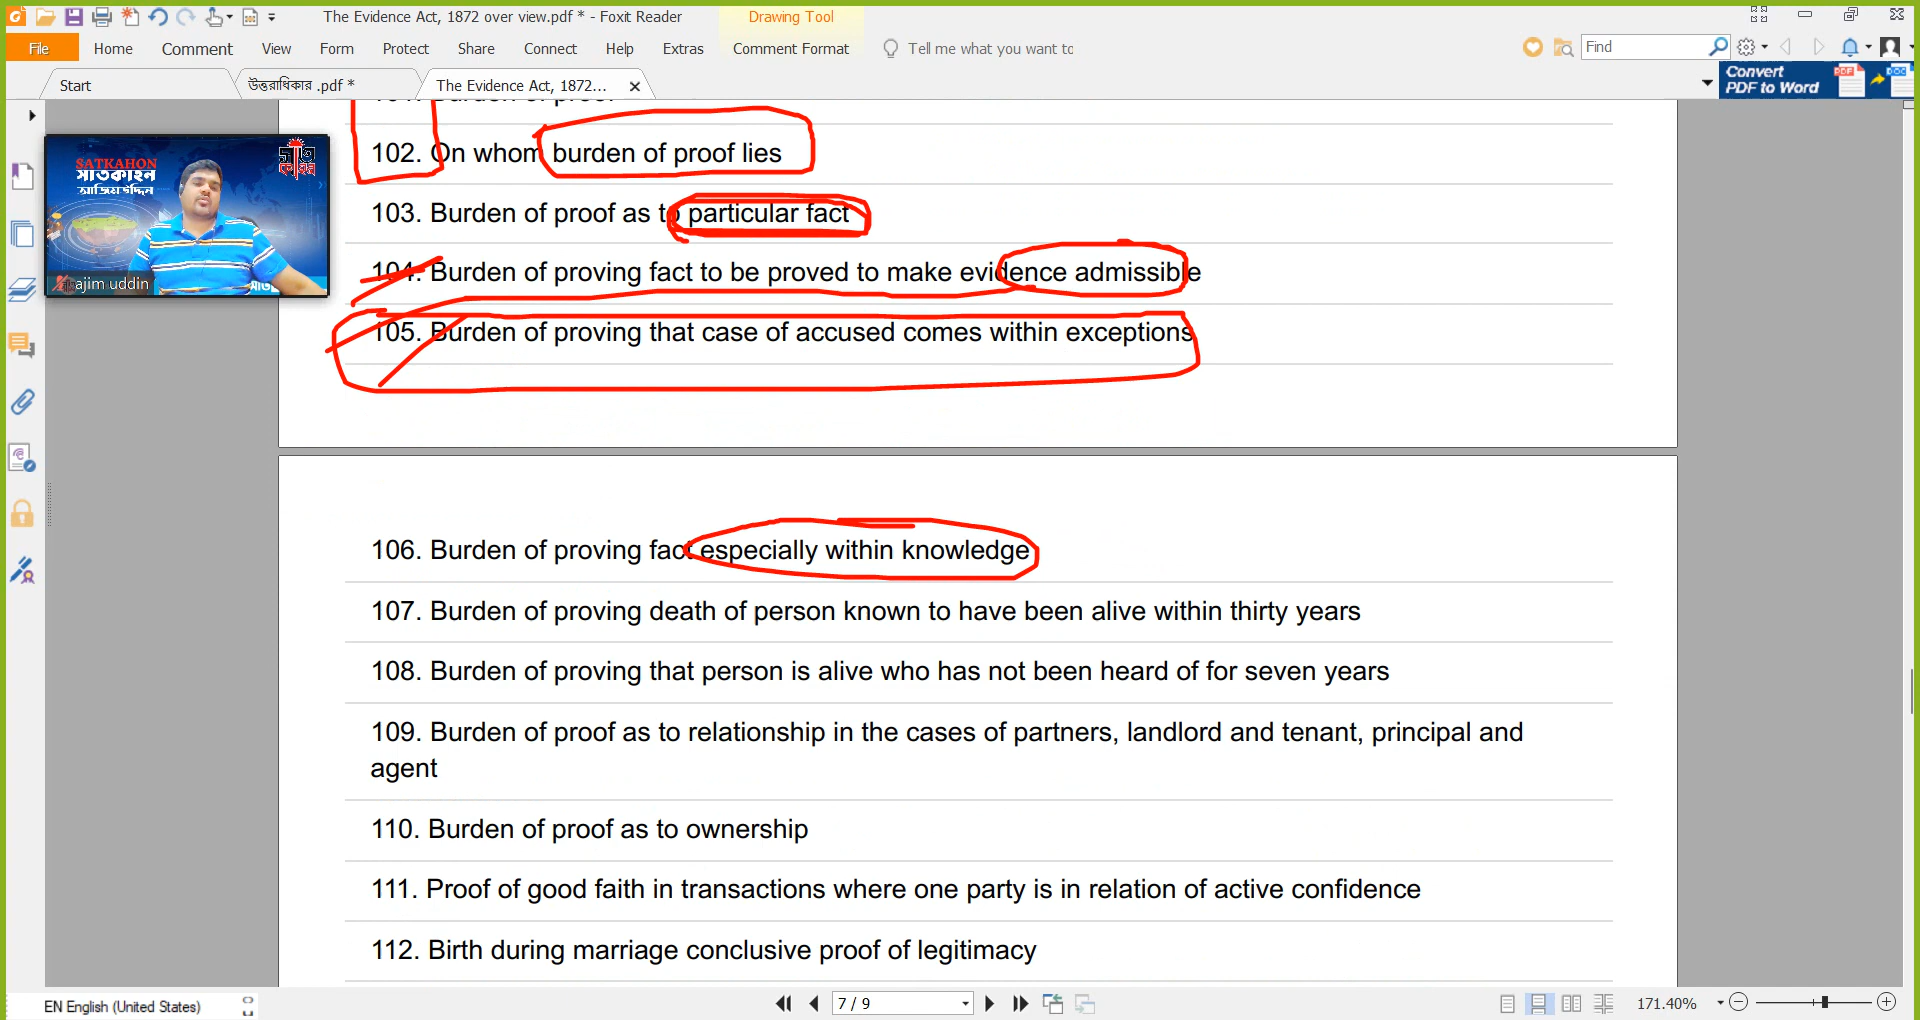 The Evidence Act, 1872 over view.pdf * - Foxit Reader
Drawing Tool
File Home Comment View Form Protect Share Connect Help Extras Comment Format Tell me what you want to
Find
Start
উত্তরাধিকার .pdf *
The Evidence Act, 1872...
Convert
PDF to Word
SATKAHON
সাতকাহন
আজিম উদ্দিন
ajim uddin
101. Burden of proof
102. On whom burden of proof lies
103. Burden of proof as to particular fact
104. Burden of proving fact to be proved to make evidence admissible
105. Burden of proving that case of accused comes within exceptions
106. Burden of proving fact especially within knowledge
107. Burden of proving death of person known to have been alive within thirty years
108. Burden of proving that person is alive who has not been heard of for seven years
109. Burden of proof as to relationship in the cases of partners, landlord and tenant, principal and
agent
110. Burden of proof as to ownership
111. Proof of good faith in transactions where one party is in relation of active confidence
112. Birth during marriage conclusive proof of legitimacy
EN English (United States)
7 / 9
171.40%